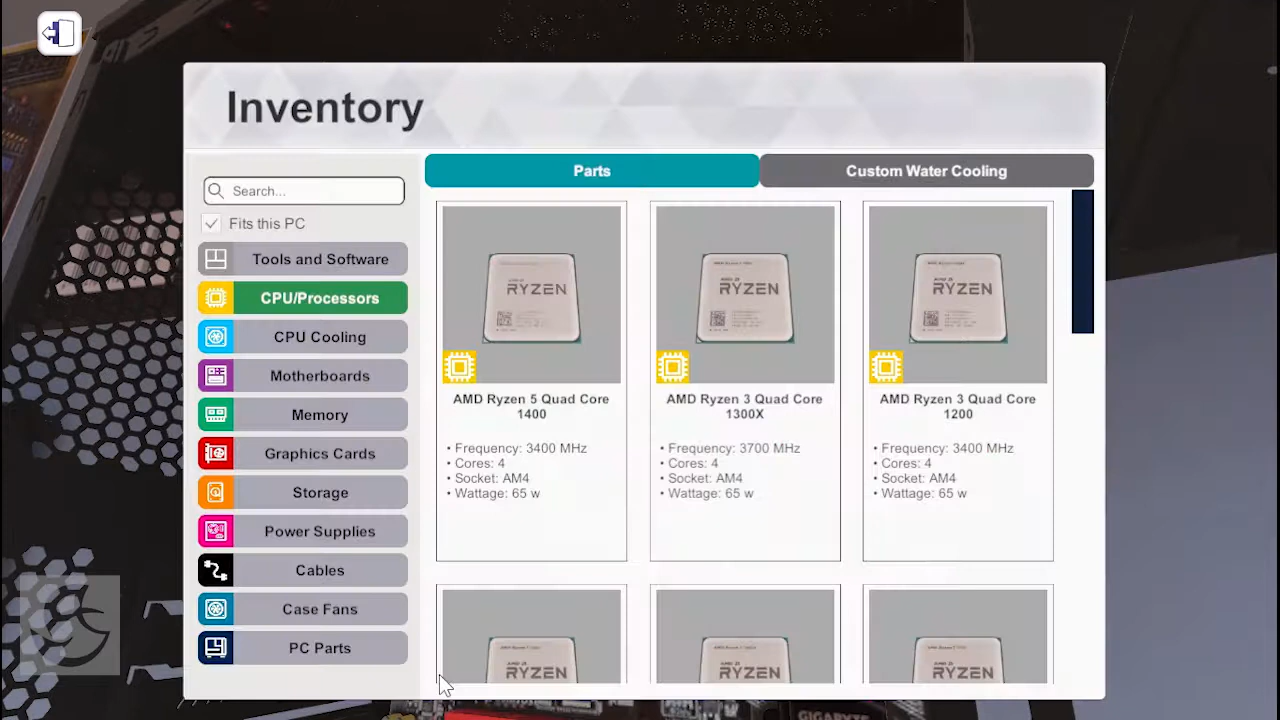 Inventory
Parts
Custom Water Cooling
Search...
Fits this PC
Tools and Software
CPU/Processors
CPU Cooling
Motherboards
Memory
Graphics Cards
Storage
Power Supplies
Cables
Case Fans
PC Parts
RYZEN
AMD Ryzen 5 Quad Core
1400
• Frequency: 3400 MHz
• Cores: 4
• Socket: AM4
• Wattage: 65 w
RYZEN
AMD Ryzen 3 Quad Core
1300X
• Frequency: 3700 MHz
• Cores: 4
• Socket: AM4
• Wattage: 65 w
RYZEN
AMD Ryzen 3 Quad Core
1200
• Frequency: 3400 MHz
• Cores: 4
• Socket: AM4
• Wattage: 65 w
RYZEN
RYZEN
RYZEN
GIGABYTE